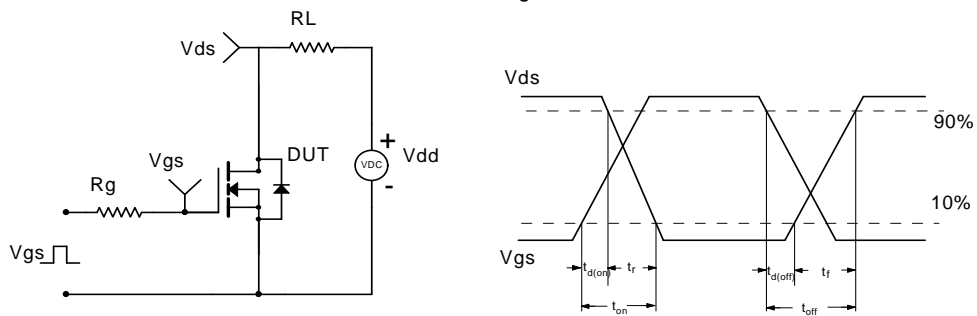 g
RL
Vds
Vds
90%
+
DUT
VDC
Vdd
Vgs
-
Rg
10%
Vgs
Vgs
td(on)
tr
td(off)
tf
ton
toff